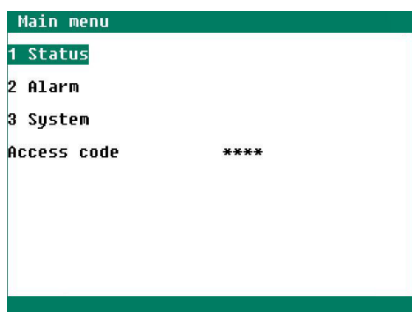 Main menu
1 Status
2 Alarm
3 System
Access code ****